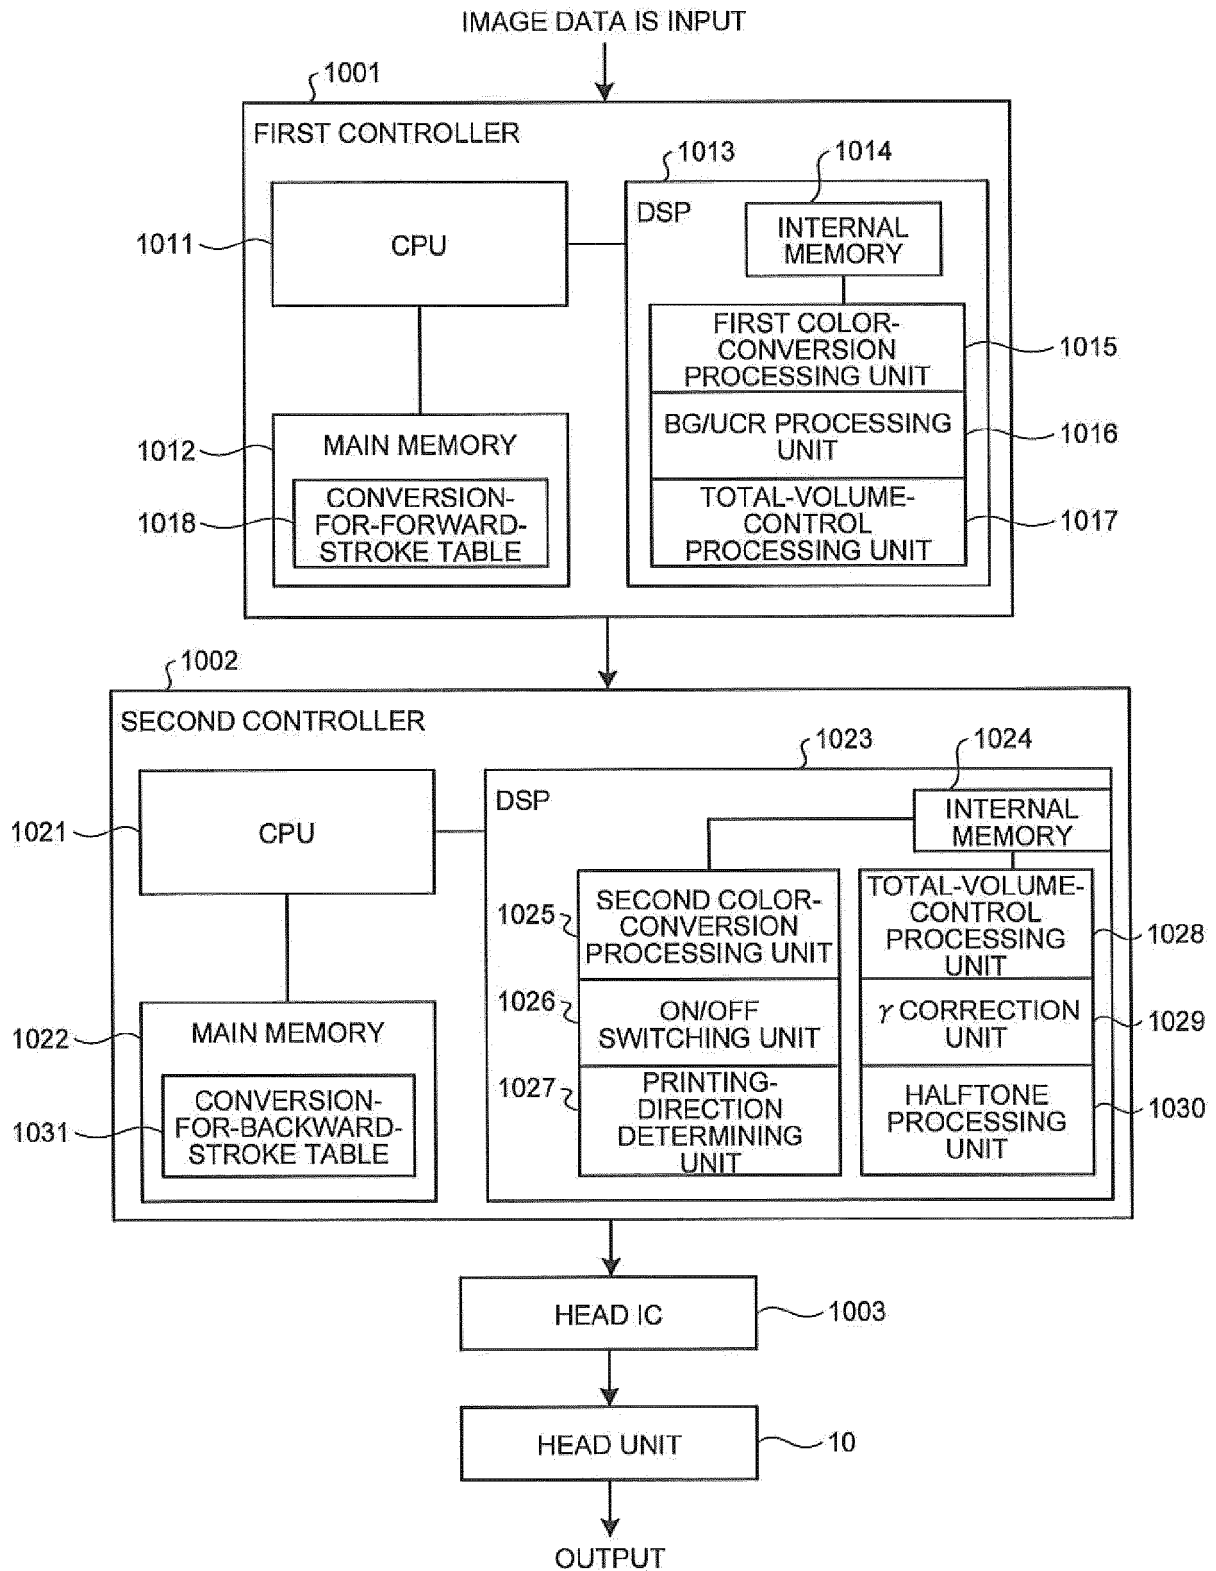 IMAGE DATA IS INPUT
1001
FIRST CONTROLLER
1013
1014
DSP
INTERNAL
MEMORY
1011
CPU
FIRST COLOR-
CONVERSION
PROCESSING UNIT
1015
BG/UCR PROCESSING
UNIT
1016
1012
MAIN MEMORY
1018
CONVERSION-
FOR-FORWARD-
STROKE TABLE
TOTAL-VOLUME-
CONTROL
PROCESSING UNIT
1017
1002
SECOND CONTROLLER
1023
1024
DSP
INTERNAL
MEMORY
1021
CPU
1025
SECOND COLOR-
CONVERSION
PROCESSING UNIT
TOTAL-VOLUME-
CONTROL
PROCESSING
UNIT
1028
1026
ON/OFF
SWITCHING UNIT
γ CORRECTION
UNIT
1029
1022
MAIN MEMORY
1031
CONVERSION-
FOR-BACKWARD-
STROKE TABLE
1027
PRINTING-
DIRECTION
DETERMINING
UNIT
HALFTONE
PROCESSING
UNIT
1030
HEAD IC
1003
HEAD UNIT
10
OUTPUT